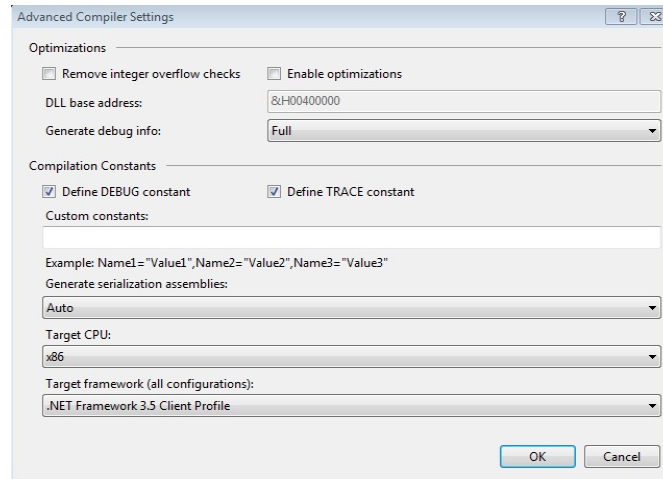 Advanced Compiler Settings
Optimizations
Remove integer overflow checks Enable optimizations
DLL base address: &H00400000
Generate debug info: Full
Compilation Constants
Define DEBUG constant Define TRACE constant
Custom constants:
Example: Name1="Value1",Name2="Value2",Name3="Value3"
Generate serialization assemblies:
Auto
Target CPU:
x86
Target framework (all configurations):
.NET Framework 3.5 Client Profile
OK Cancel